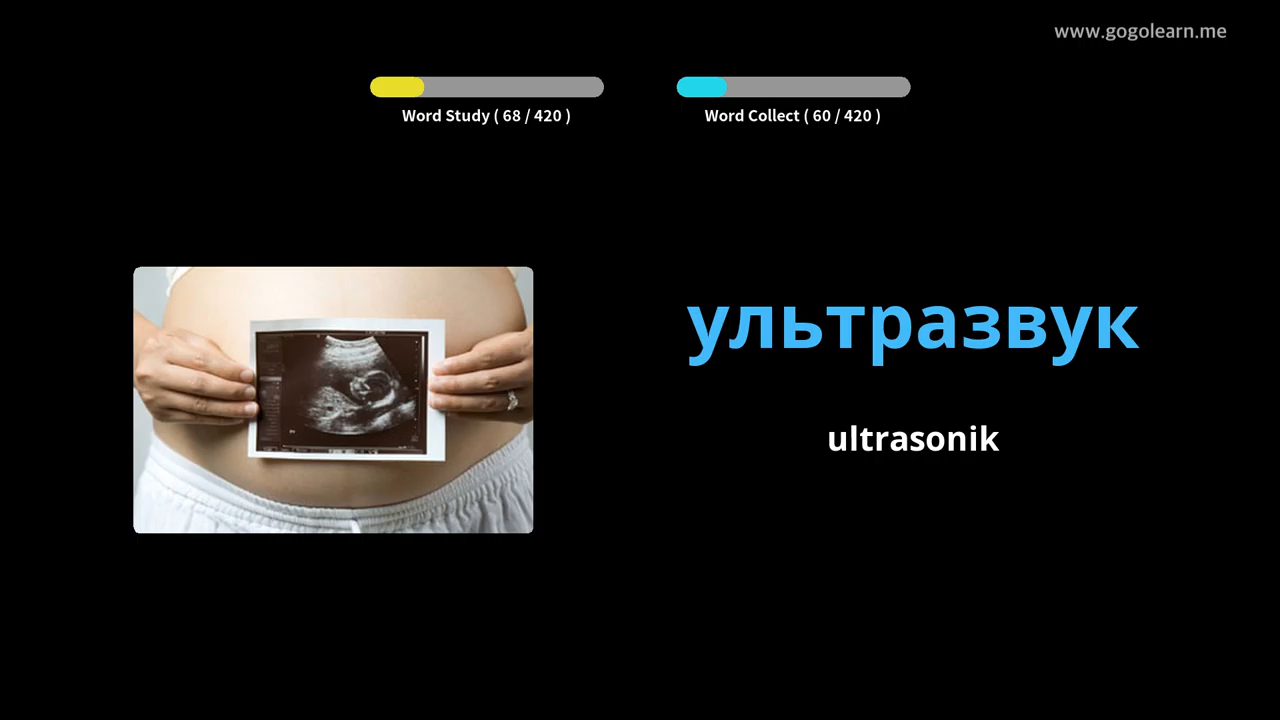 www.gogolearn.me
Word Study ( 68 / 420 )
Word Collect ( 60 / 420 )
ультразвук
ultrasonik